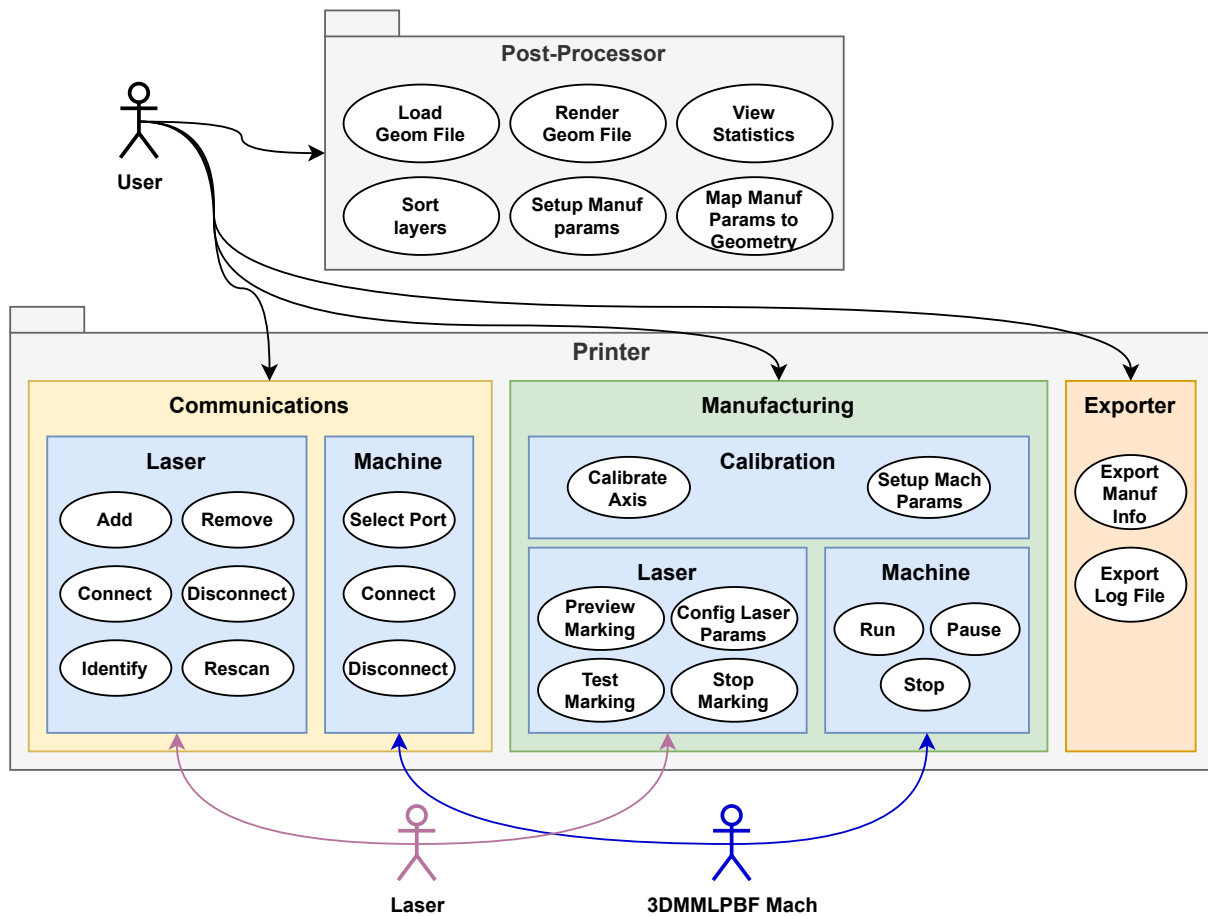 Post-Processor
Load
Geom File
Render
Geom File
View
Statistics
User
Sort
layers
Setup Manuf
params
Map Manuf
Params to
Geometry
Printer
Communications
Laser
Add
Remove
Connect
Disconnect
Identify
Rescan
Machine
Select Port
Connect
Disconnect
Manufacturing
Calibration
Calibrate
Axis
Setup Mach
Params
Laser
Preview
Marking
Config Laser
Params
Test
Marking
Stop
Marking
Machine
Run
Pause
Stop
Exporter
Export
Manuf
Info
Export
Log File
Laser
3DMMLPBF Mach